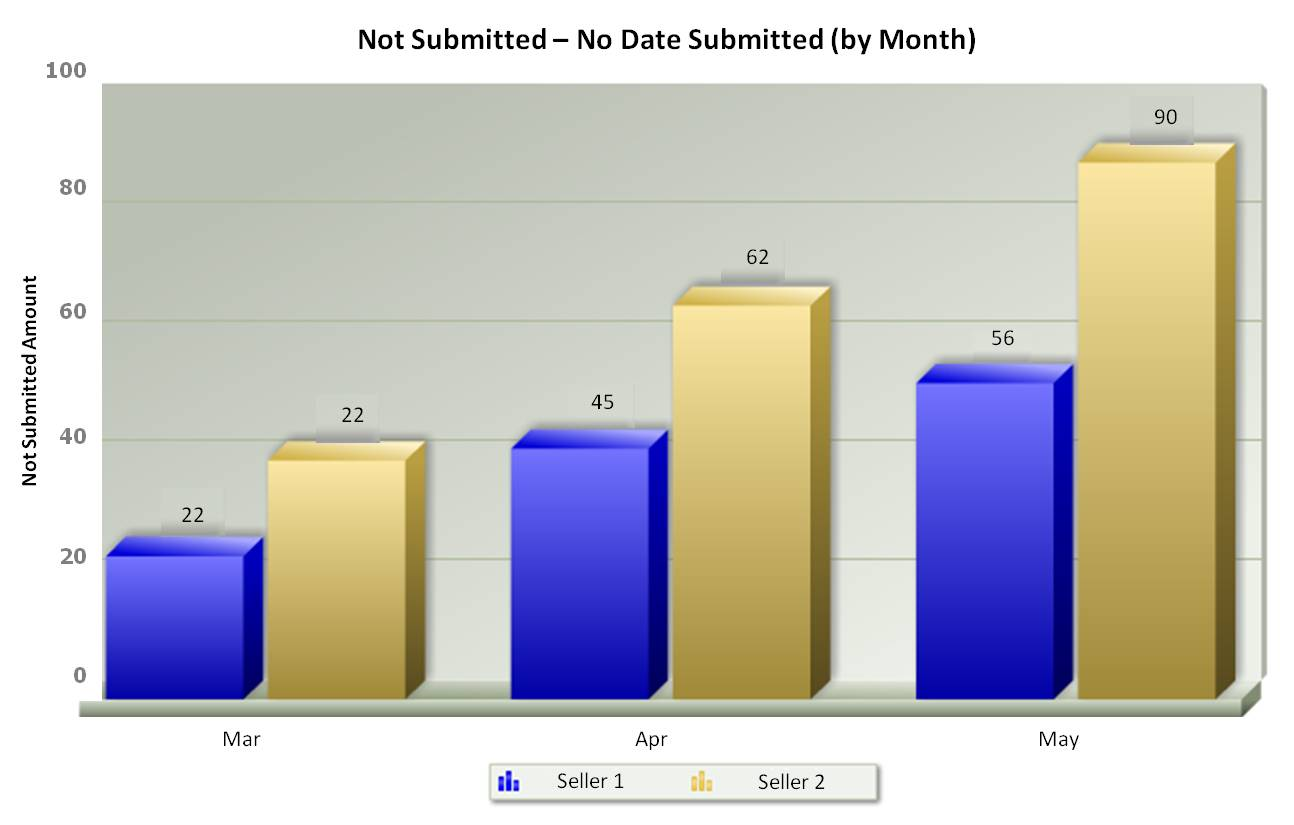 Not Submitted – No Date Submitted (by Month)
100
80
60
40
20
0
Not Submitted Amount
22
22
45
62
56
90
Mar
Apr
May
Seller 1
Seller 2